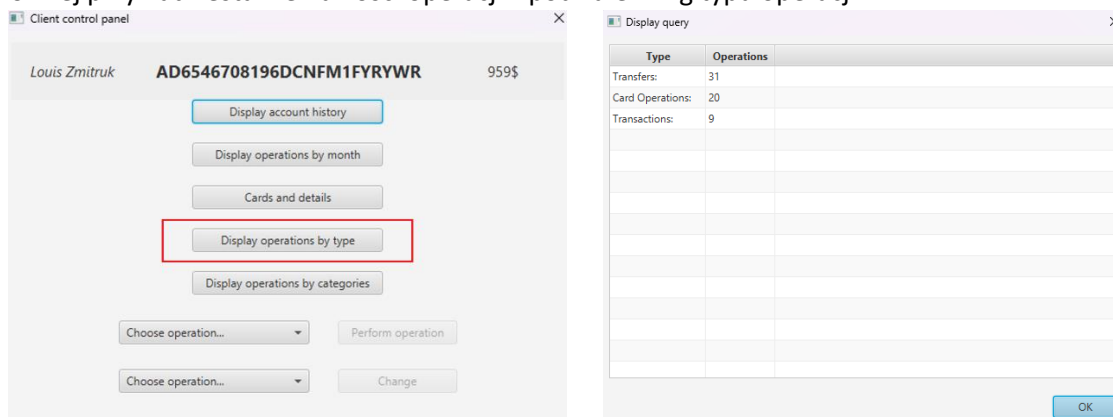 Client control panel
Louis Zmitruk AD6546708196DCNFM1FYRYWR 959$
Display account history
Display operations by month
Cards and details
Display operations by type
Display operations by categories
Choose operation... Perform operation
Choose operation... Change
Display query
Type Operations
Transfers: 31
Card Operations: 20
Transactions: 9
OK